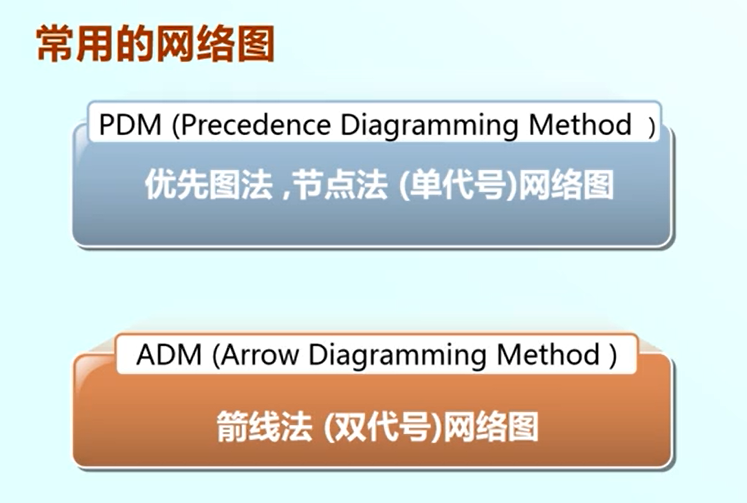 常用的网络图
PDM (Precedence Diagramming Method )
优先图法 ,节点法 (单代号)网络图
ADM (Arrow Diagramming Method )
箭线法 (双代号)网络图